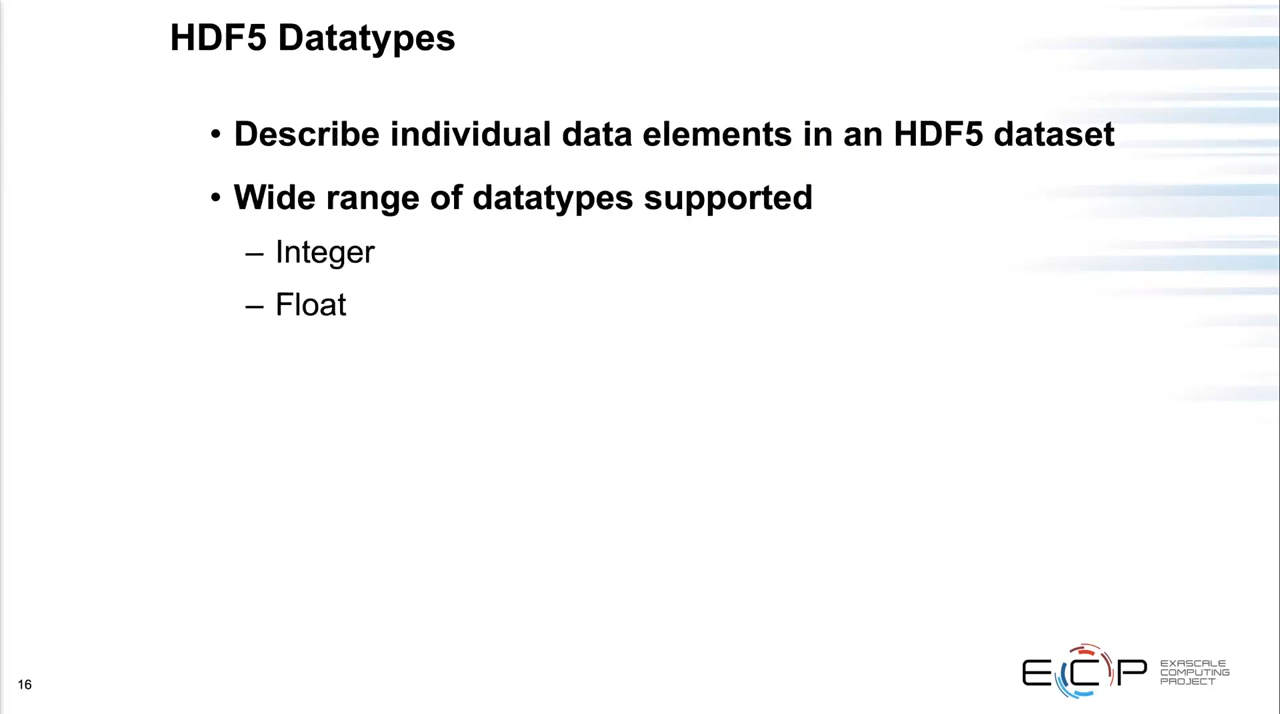 HDF5 Datatypes
• Describe individual data elements in an HDF5 dataset
• Wide range of datatypes supported
– Integer
– Float
16
ECP
EXASCALE
COMPUTING
PROJECT